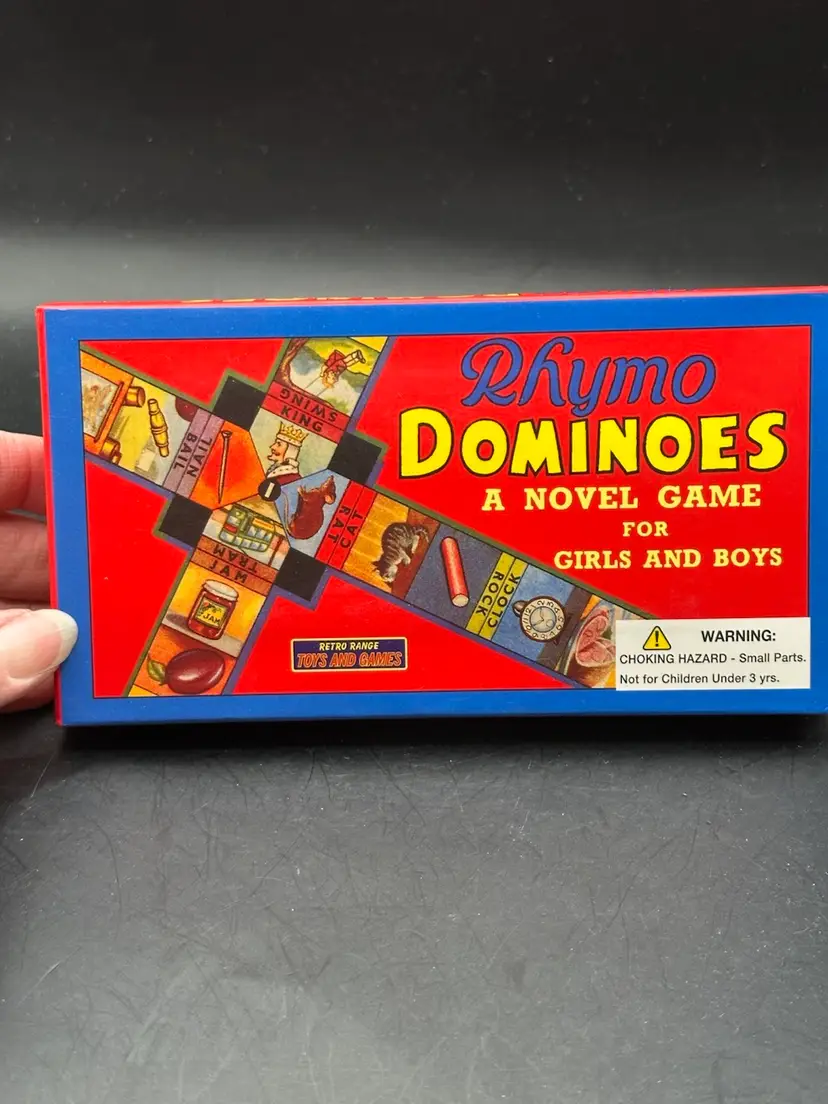 Rhymo
DOMINOES
A NOVEL GAME
FOR
GIRLS AND BOYS
SWING
KING
NAIL
BAIL
RAT
CAT
TRAM
JAM
JAM
ROCK
CLOCK
RETRO RANGE
TOYS AND GAMES
WARNING:
CHOKING HAZARD - Small Parts.
Not for Children Under 3 yrs.